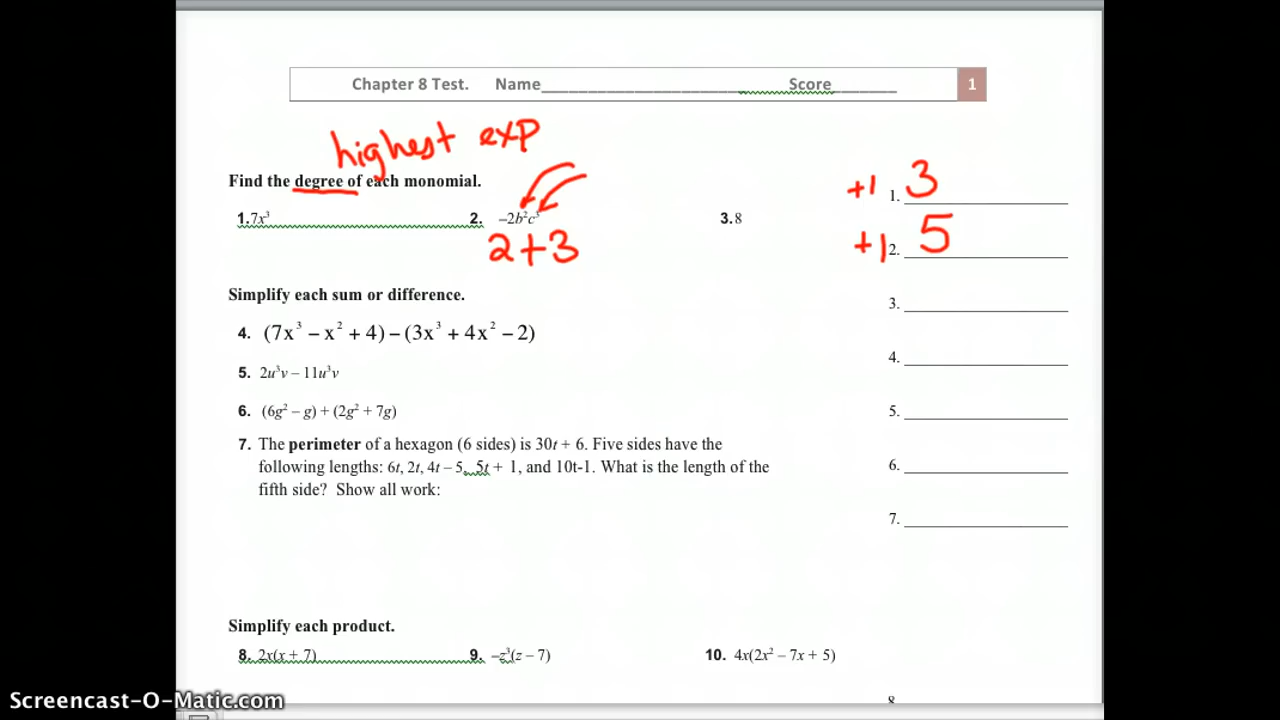 Chapter 8 Test. Name____________________ Score_______ 1
highest exp
Find the degree of each monomial.
1.7x³ 2. –2b²c³ 3.8
2+3
+1 1. 3
+1 2. 5
Simplify each sum or difference.
3.
4. (7x³ – x² + 4) – (3x³ + 4x² – 2)
4.
5. 2u³v – 11u³v
6. (6g² – g) + (2g² + 7g)
5.
7. The perimeter of a hexagon (6 sides) is 30t + 6. Five sides have the
following lengths: 6t, 2t, 4t – 5, 5t + 1, and 10t-1. What is the length of the
6.
fifth side? Show all work:
7.
Simplify each product.
8. 2x(x + 7) 9. –z³(z – 7) 10. 4x(2x² – 7x + 5)
8
Screencast-O-Matic.com